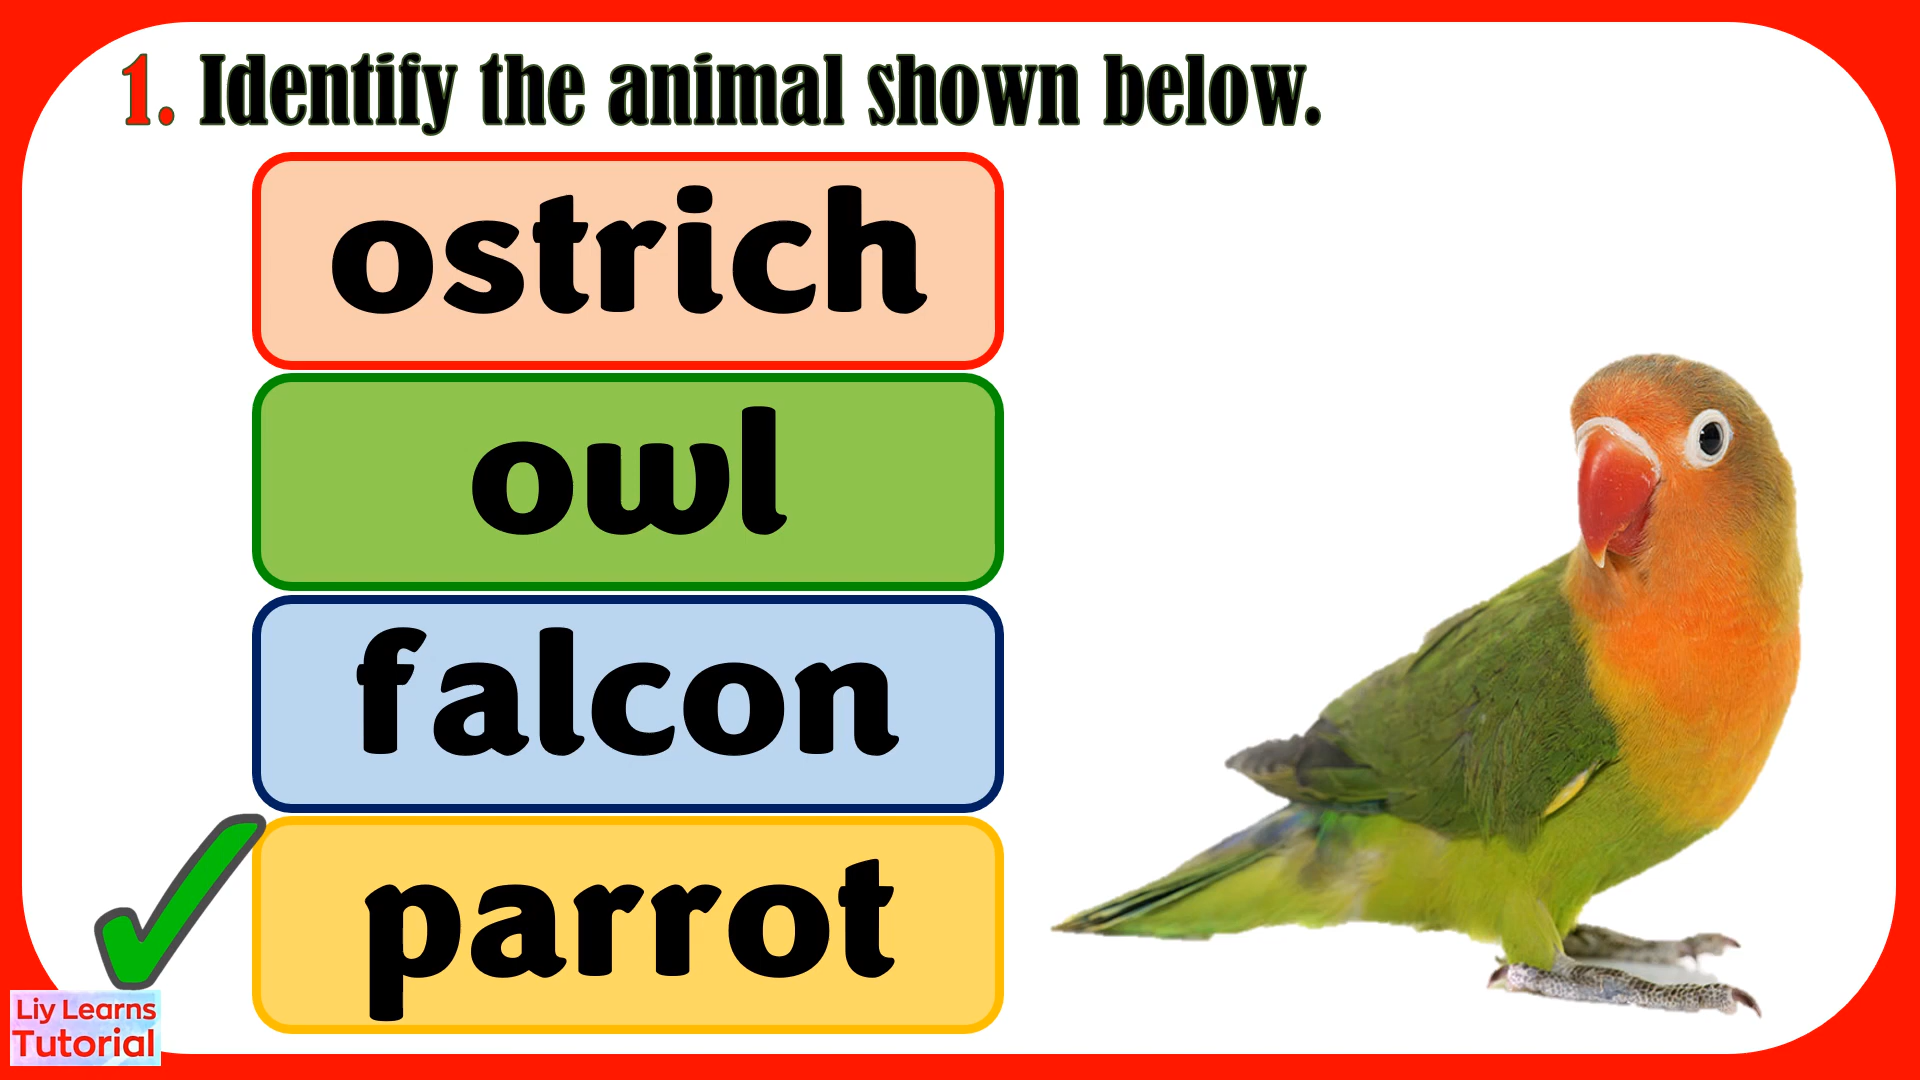 1. Identify the animal shown below.
ostrich
owl
falcon
parrot
Liy Learns
Tutorial